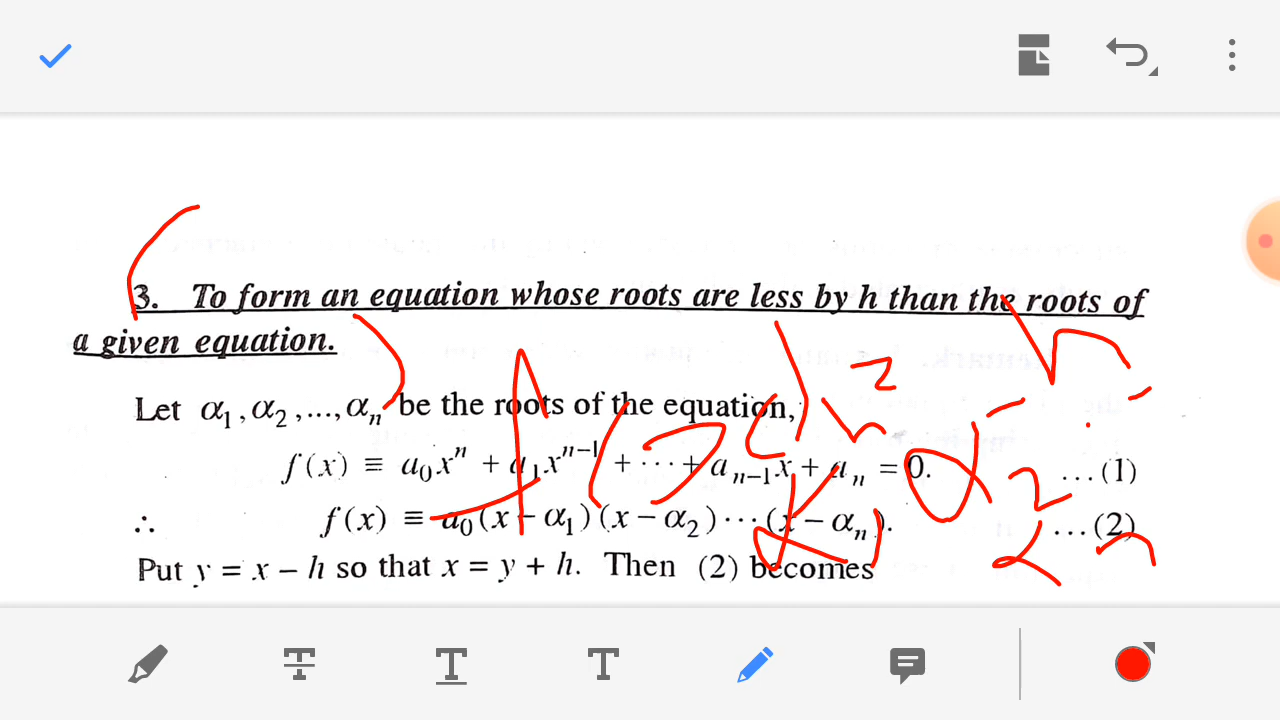 3. To form an equation whose roots are less by h than the roots of
a given equation.
Let α₁, α₂, ..., αₙ be the roots of the equation,
f(x) ≡ a₀xⁿ + a₁xⁿ⁻¹ + ⋯ + aₙ₋₁x + aₙ = 0. ...(1)
∴ f(x) ≡ a₀(x − α₁)(x − α₂)⋯(x − αₙ). ...(2)
Put y = x − h so that x = y + h. Then (2) becomes
T T T